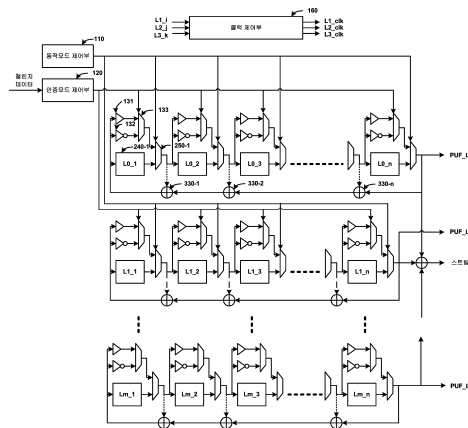 160
L1_i
L2_j
L3_k
클럭 제어부
L1_clk
L2_clk
L3_clk
110
동작모드 제어부
120
챌린지
데이터
인증모드 제어부
131
133
132
240-1
250-1
L0_1
L0_2
L0_3
L0_n
PUF_L
330-1
330-2
330-n
PUF_L
L1_1
L1_2
L1_3
L1_n
스트림
Lm_1
Lm_2
Lm_3
Lm_n
PUF_L